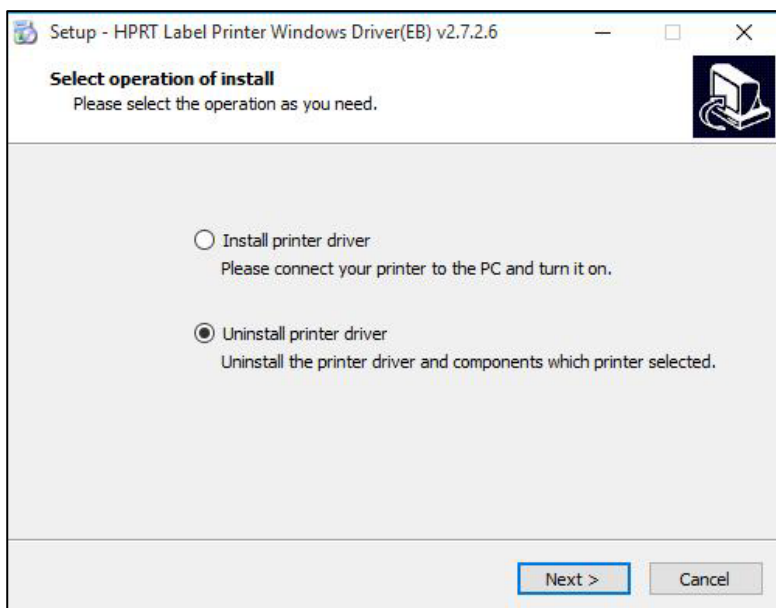 Setup - HPRT Label Printer Windows Driver(EB) v2.7.2.6
Select operation of install
Please select the operation as you need.
Install printer driver
Please connect your printer to the PC and turn it on.
Uninstall printer driver
Uninstall the printer driver and components which printer selected.
Next >
Cancel